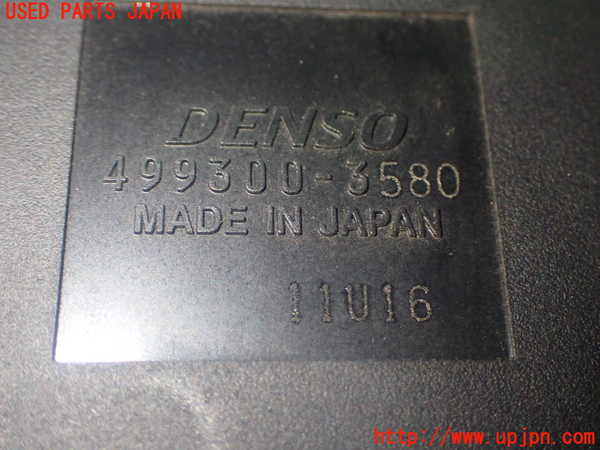 USED PARTS JAPAN
DENSO
499300-3580
MADE IN JAPAN
11U16
http://www.upjpn.com/